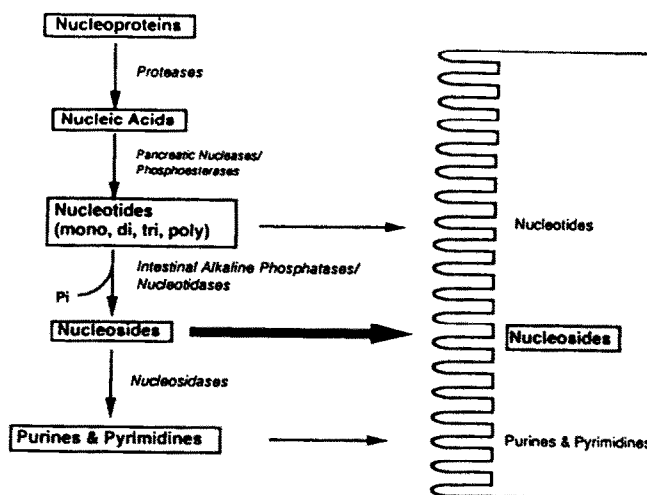 Nucleoproteins
Proteases
Nucleic Acids
Pancreatic Nucleases/
Phosphoesterases
Nucleotides
(mono, di, tri, poly)
Nucleotides
Intestinal Alkaline Phosphatases/
Nucleotidases
Pi
Nucleosides
Nucleosides
Nucleosidases
Purines & Pyrlmidines
Purines & Pyrimidines